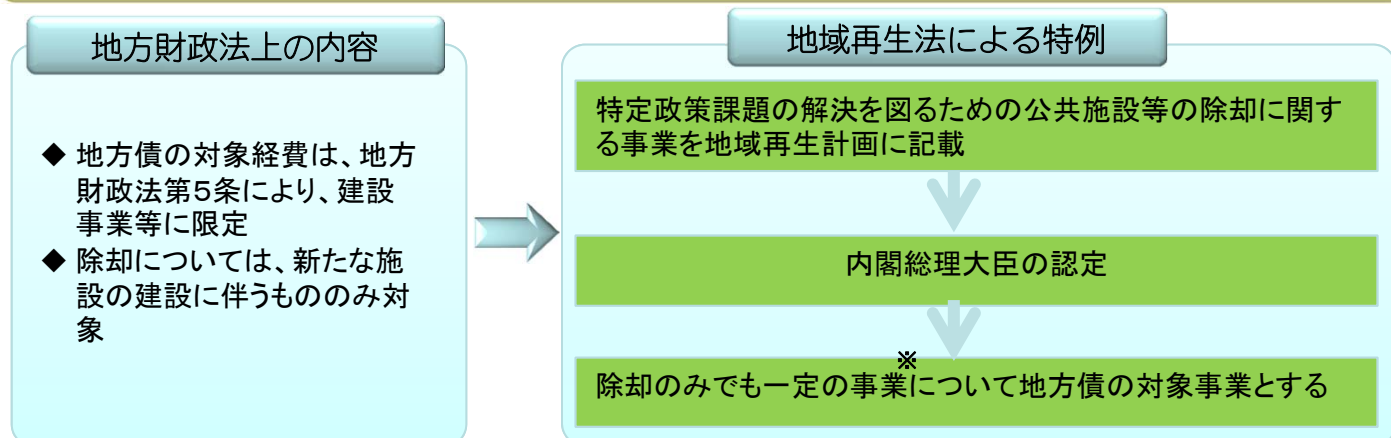 地方財政法上の内容
◆ 地方債の対象経費は、地方
財政法第5条により、建設
事業等に限定
◆ 除却については、新たな施
設の建設に伴うもののみ対
象
地域再生法による特例
特定政策課題の解決を図るための公共施設等の除却に関す
る事業を地域再生計画に記載
内閣総理大臣の認定
※
除却のみでも一定の事業について地方債の対象事業とする